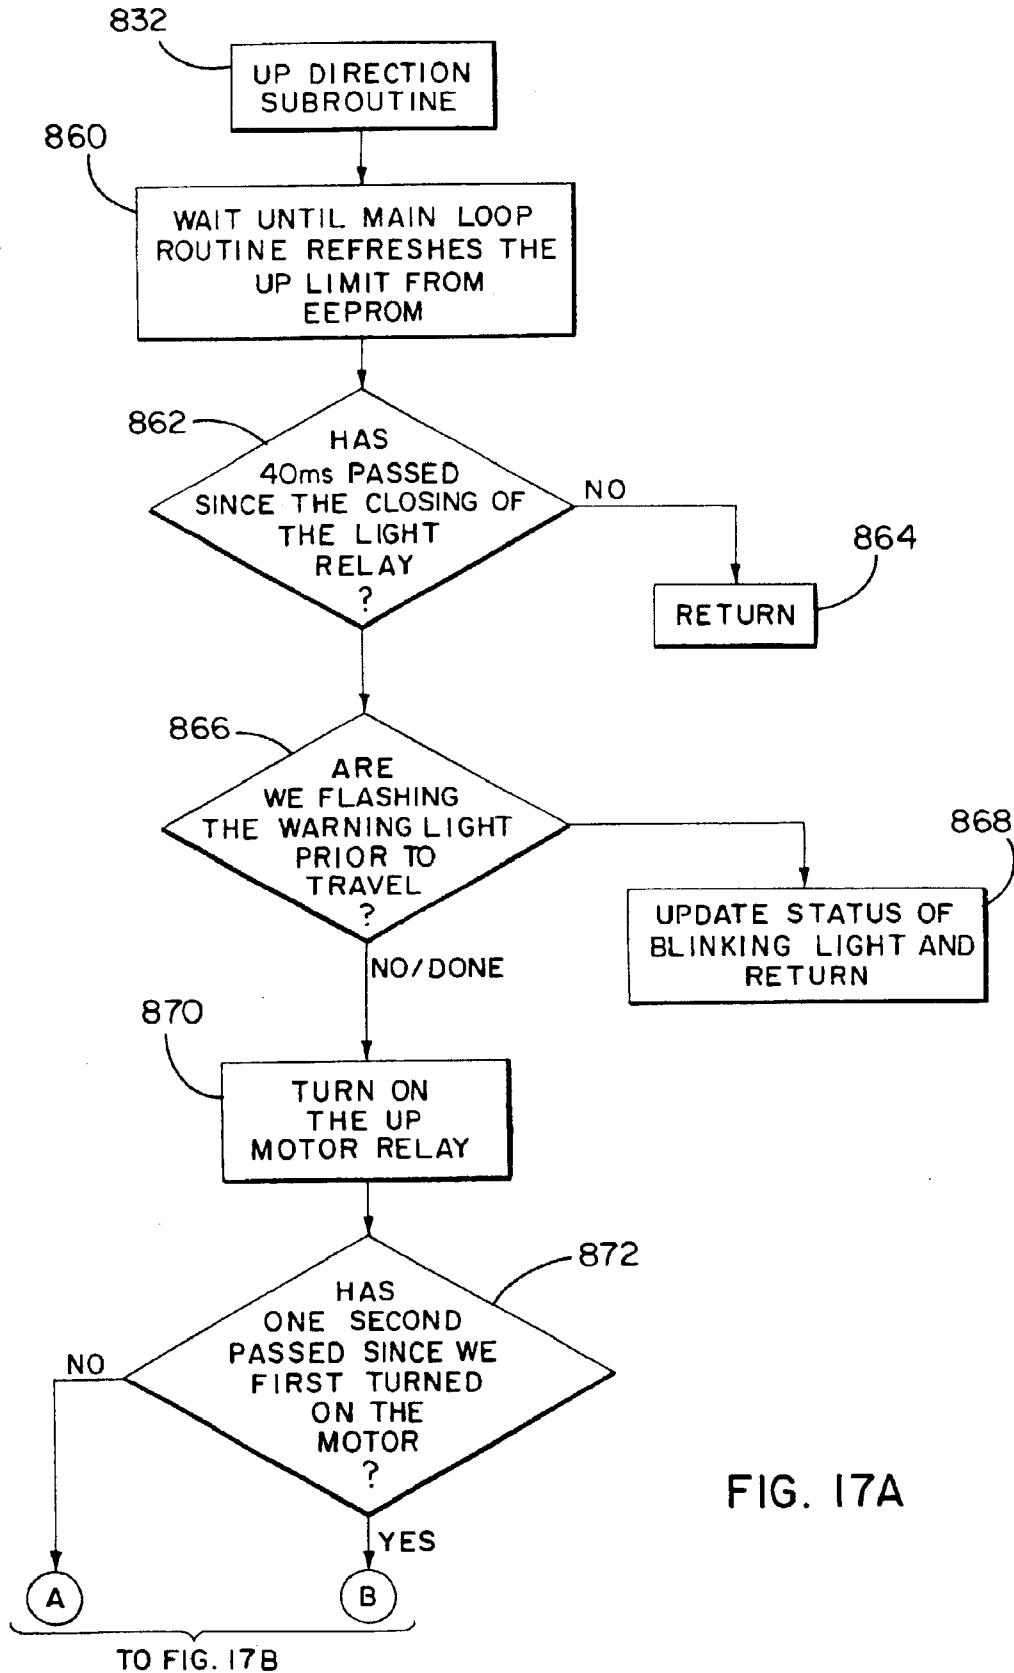 832
UP DIRECTION
SUBROUTINE
860
WAIT UNTIL MAIN LOOP
ROUTINE REFRESHES THE
UP LIMIT FROM
EEPROM
862
HAS
40ms PASSED
SINCE THE CLOSING OF
THE LIGHT
RELAY
?
NO
864
RETURN
866
ARE
WE FLASHING
THE WARNING LIGHT
PRIOR TO
TRAVEL
?
868
UPDATE STATUS OF
BLINKING LIGHT AND
RETURN
NO/DONE
870
TURN ON
THE UP
MOTOR RELAY
872
HAS
ONE SECOND
PASSED SINCE WE
FIRST TURNED
ON THE
MOTOR
?
NO
YES
A
B
TO FIG. 17B
FIG. 17A